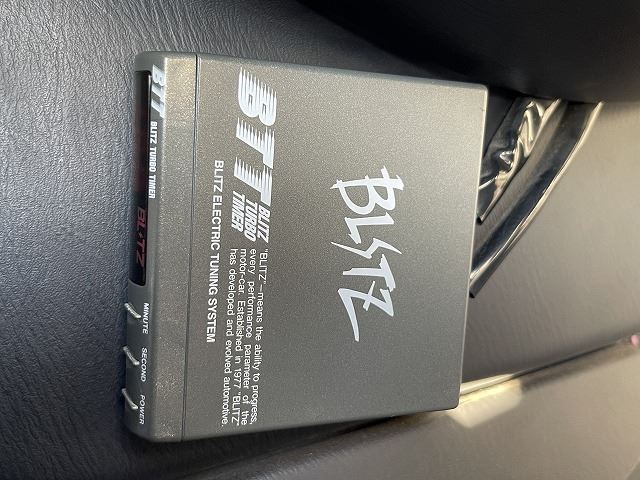 BLITZ
BTT BLITZ
TURBO
TIMER
"BLITZ"—means the ability to progress,
every performance parameter of the
motor-car. Established in 1977 "BLITZ"
has developed and evolved automotive.
BLITZ ELECTRIC TUNING SYSTEM
BTT BLITZ TURBO TIMER
BLITZ
MINUTE SECOND POWER